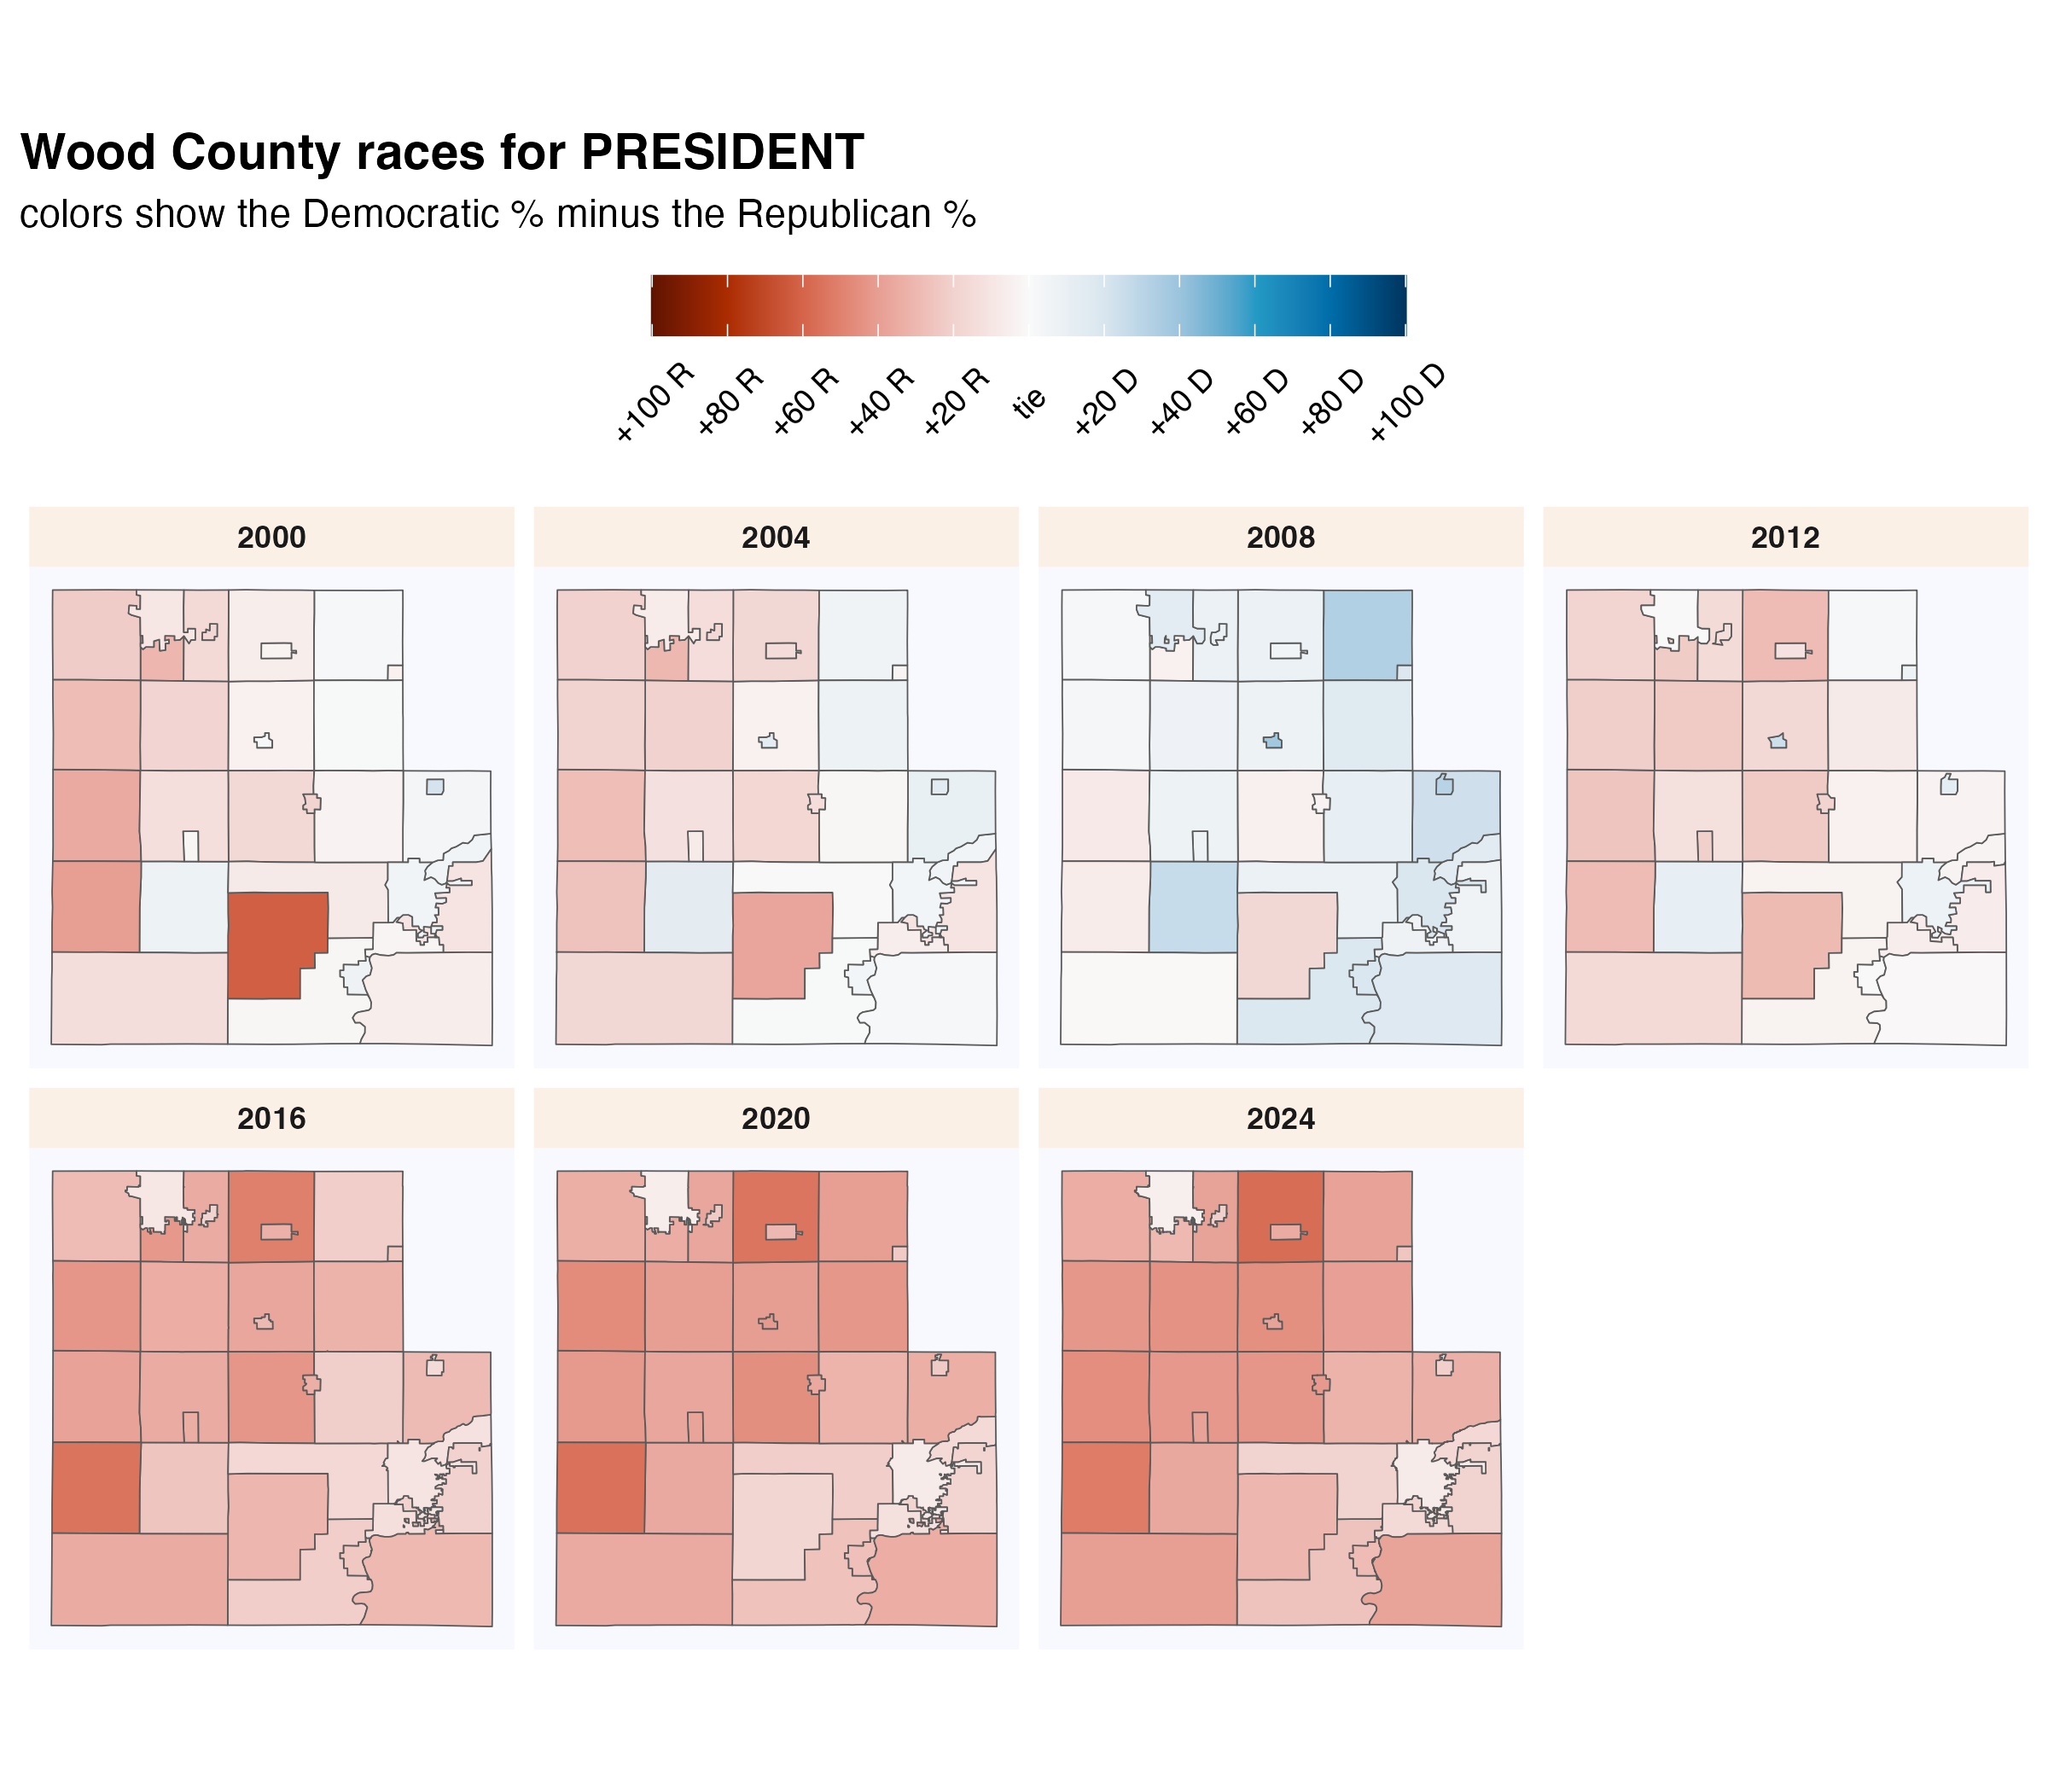 Wood County races for PRESIDENT
colors show the Democratic % minus the Republican %
+100 R
+80 R
+60 R
+40 R
+20 R
tie
+20 D
+40 D
+60 D
+80 D
+100 D
2000
2004
2008
2012
2016
2020
2024